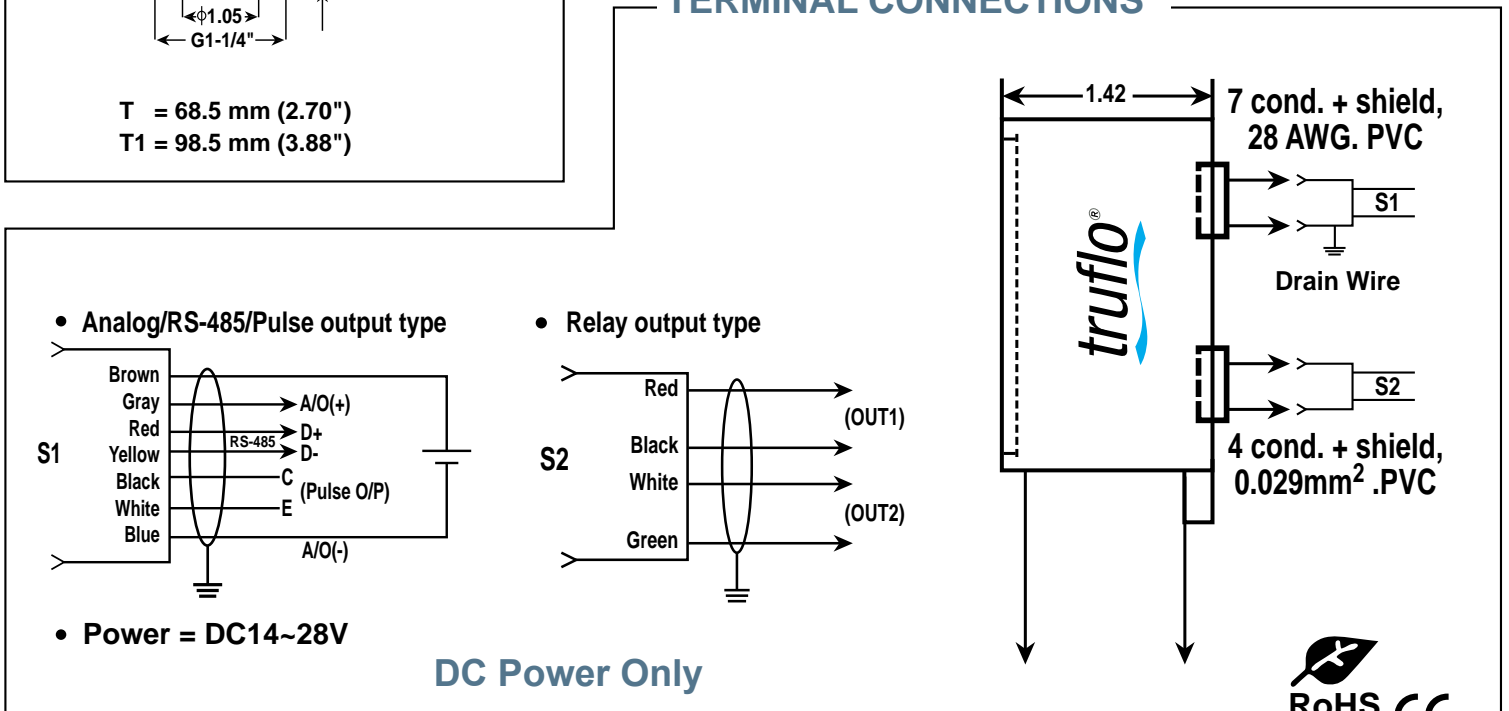 TERMINAL CONNECTIONS
ϕ1.05
G1-1/4"
T = 68.5 mm (2.70")
T1 = 98.5 mm (3.88")
1.42
7 cond. + shield,
28 AWG. PVC
S1
Drain Wire
truflo®
S2
4 cond. + shield,
0.029mm² .PVC
• Analog/RS-485/Pulse output type
S1
Brown
Gray
Red
Yellow
Black
White
Blue
A/O(+)
RS-485
D+
D-
C
(Pulse O/P)
E
A/O(-)
• Relay output type
S2
Red
Black
White
Green
(OUT1)
(OUT2)
• Power = DC14~28V
DC Power Only
RoHS CE